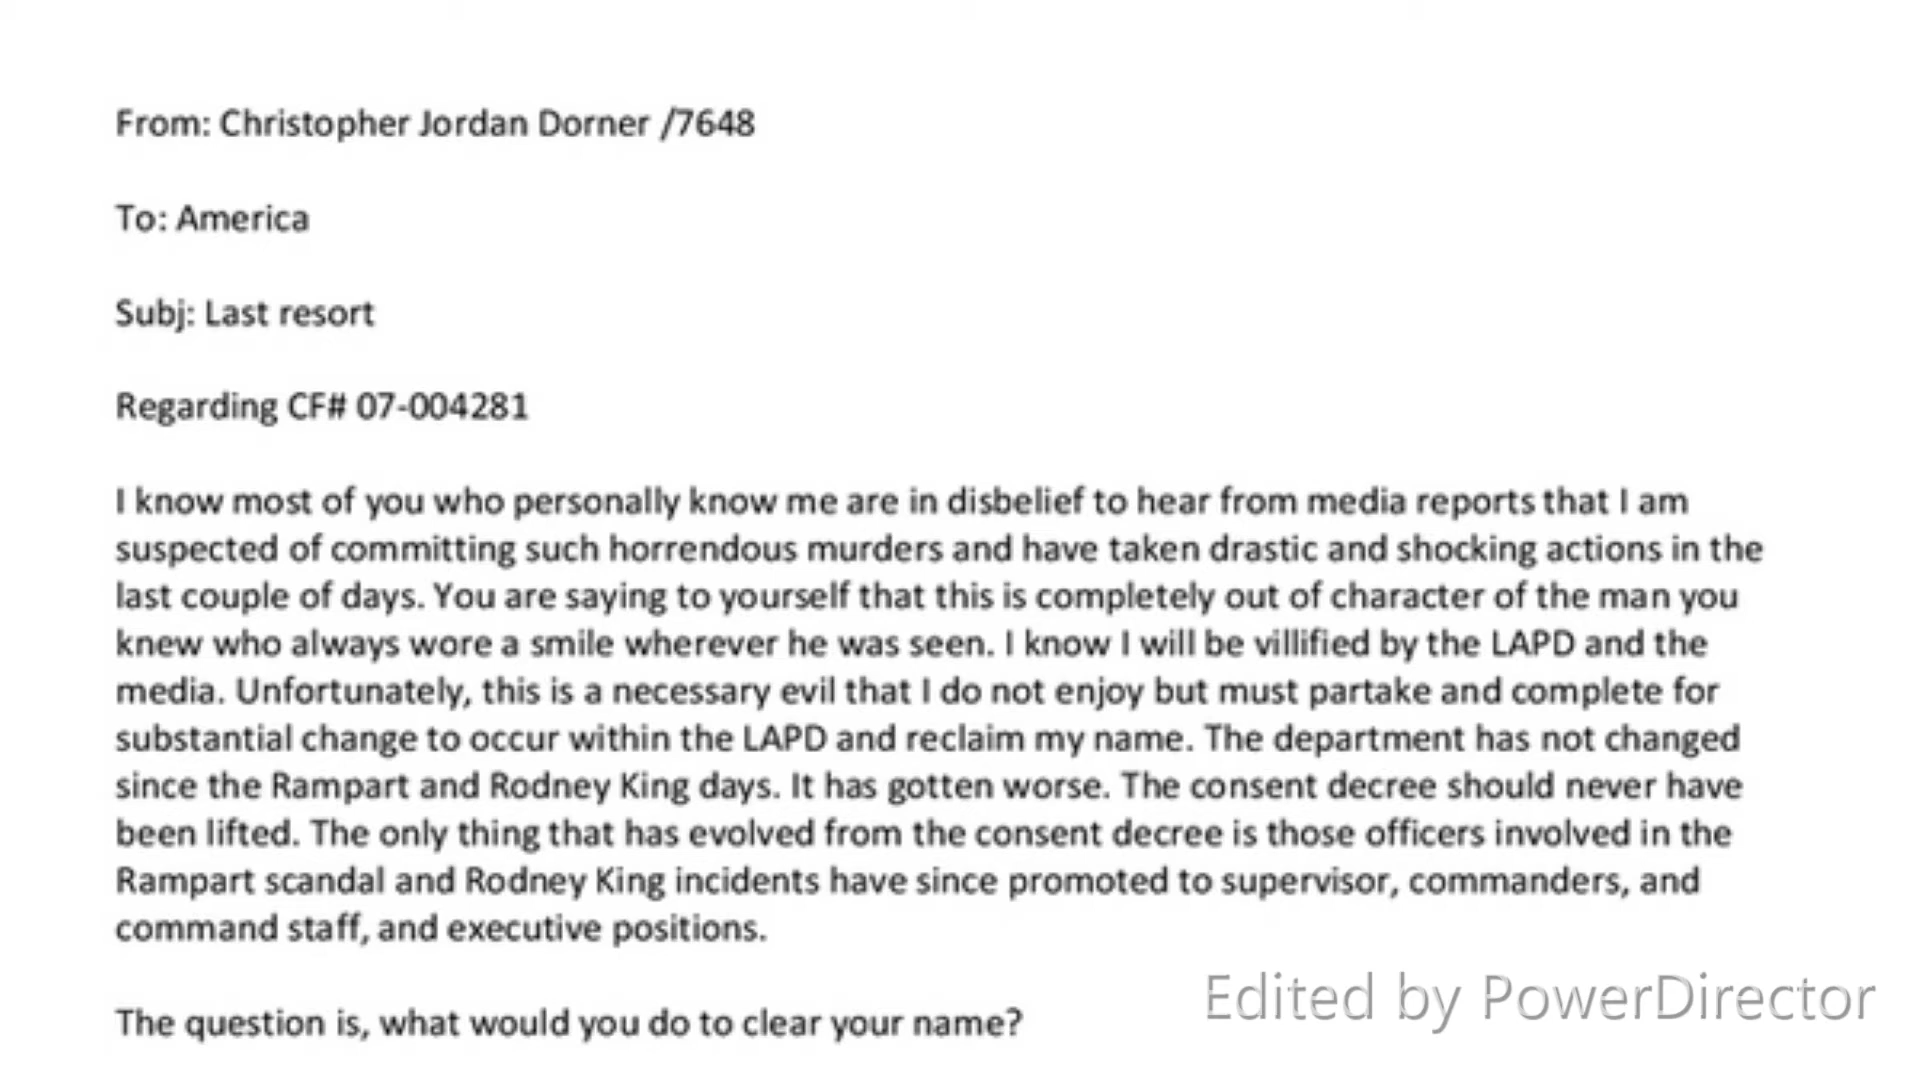 From: Christopher Jordan Dorner /7648
To: America
Subj: Last resort
Regarding CF# 07-004281
I know most of you who personally know me are in disbelief to hear from media reports that I am
suspected of committing such horrendous murders and have taken drastic and shocking actions in the
last couple of days. You are saying to yourself that this is completely out of character of the man you
knew who always wore a smile wherever he was seen. I know I will be villified by the LAPD and the
media. Unfortunately, this is a necessary evil that I do not enjoy but must partake and complete for
substantial change to occur within the LAPD and reclaim my name. The department has not changed
since the Rampart and Rodney King days. It has gotten worse. The consent decree should never have
been lifted. The only thing that has evolved from the consent decree is those officers involved in the
Rampart scandal and Rodney King incidents have since promoted to supervisor, commanders, and
command staff, and executive positions.
The question is, what would you do to clear your name?
Edited by PowerDirector